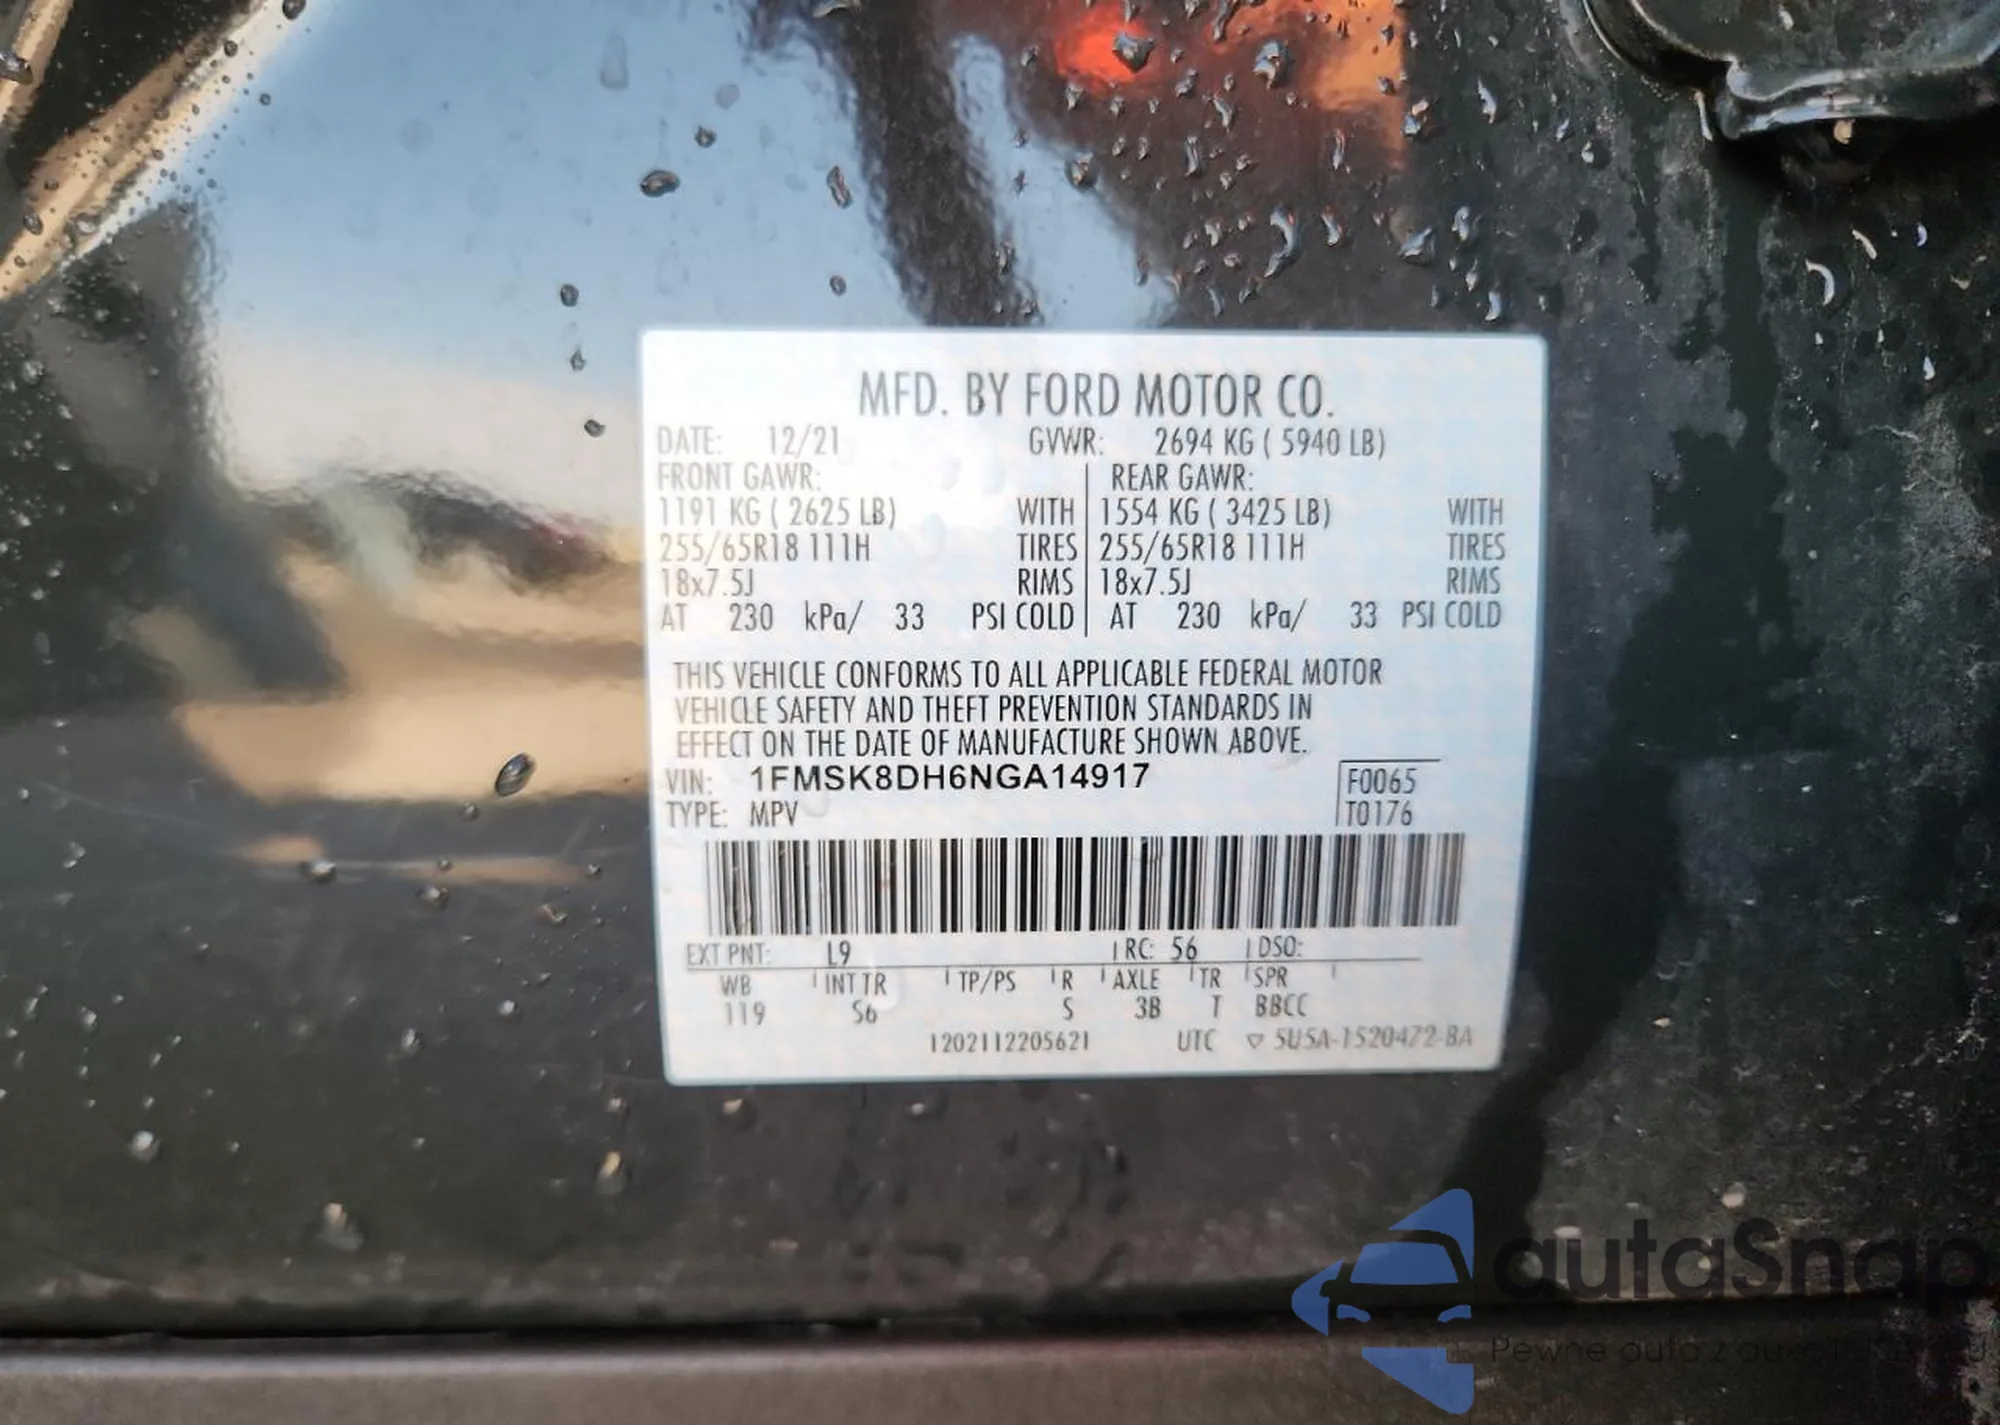 MFD. BY FORD MOTOR CO.
DATE: 12/21 GVWR: 2694 KG ( 5940 LB)
FRONT GAWR: REAR GAWR:
1191 KG ( 2625 LB) WITH 1554 KG ( 3425 LB) WITH
255/65R18 111H TIRES 255/65R18 111H TIRES
18x7.5J RIMS 18x7.5J RIMS
AT 230 kPa/ 33 PSI COLD AT 230 kPa/ 33 PSI COLD
THIS VEHICLE CONFORMS TO ALL APPLICABLE FEDERAL MOTOR
VEHICLE SAFETY AND THEFT PREVENTION STANDARDS IN
EFFECT ON THE DATE OF MANUFACTURE SHOWN ABOVE.
VIN: 1FMSK8DH6NGA14917 F0065
TYPE: MPV T0176
EXT PNT: L9 RC: 56 DSO:
WB INT TR TP/PS R AXLE TR SPR
119 S6 S 3B T BBCC
1202112205621 UTC ▽ 5U5A-1520472-BA
autaSnap
Pewne auta z